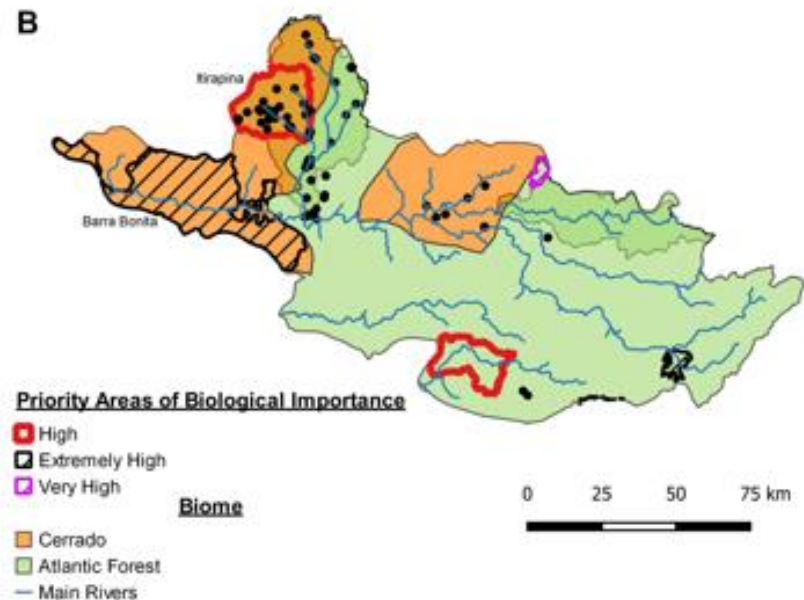 B
Itirapina
Barra Bonita
Priority Areas of Biological Importance
High
Extremely High
Very High
Biome
Cerrado
Atlantic Forest
Main Rivers
0 25 50 75 km